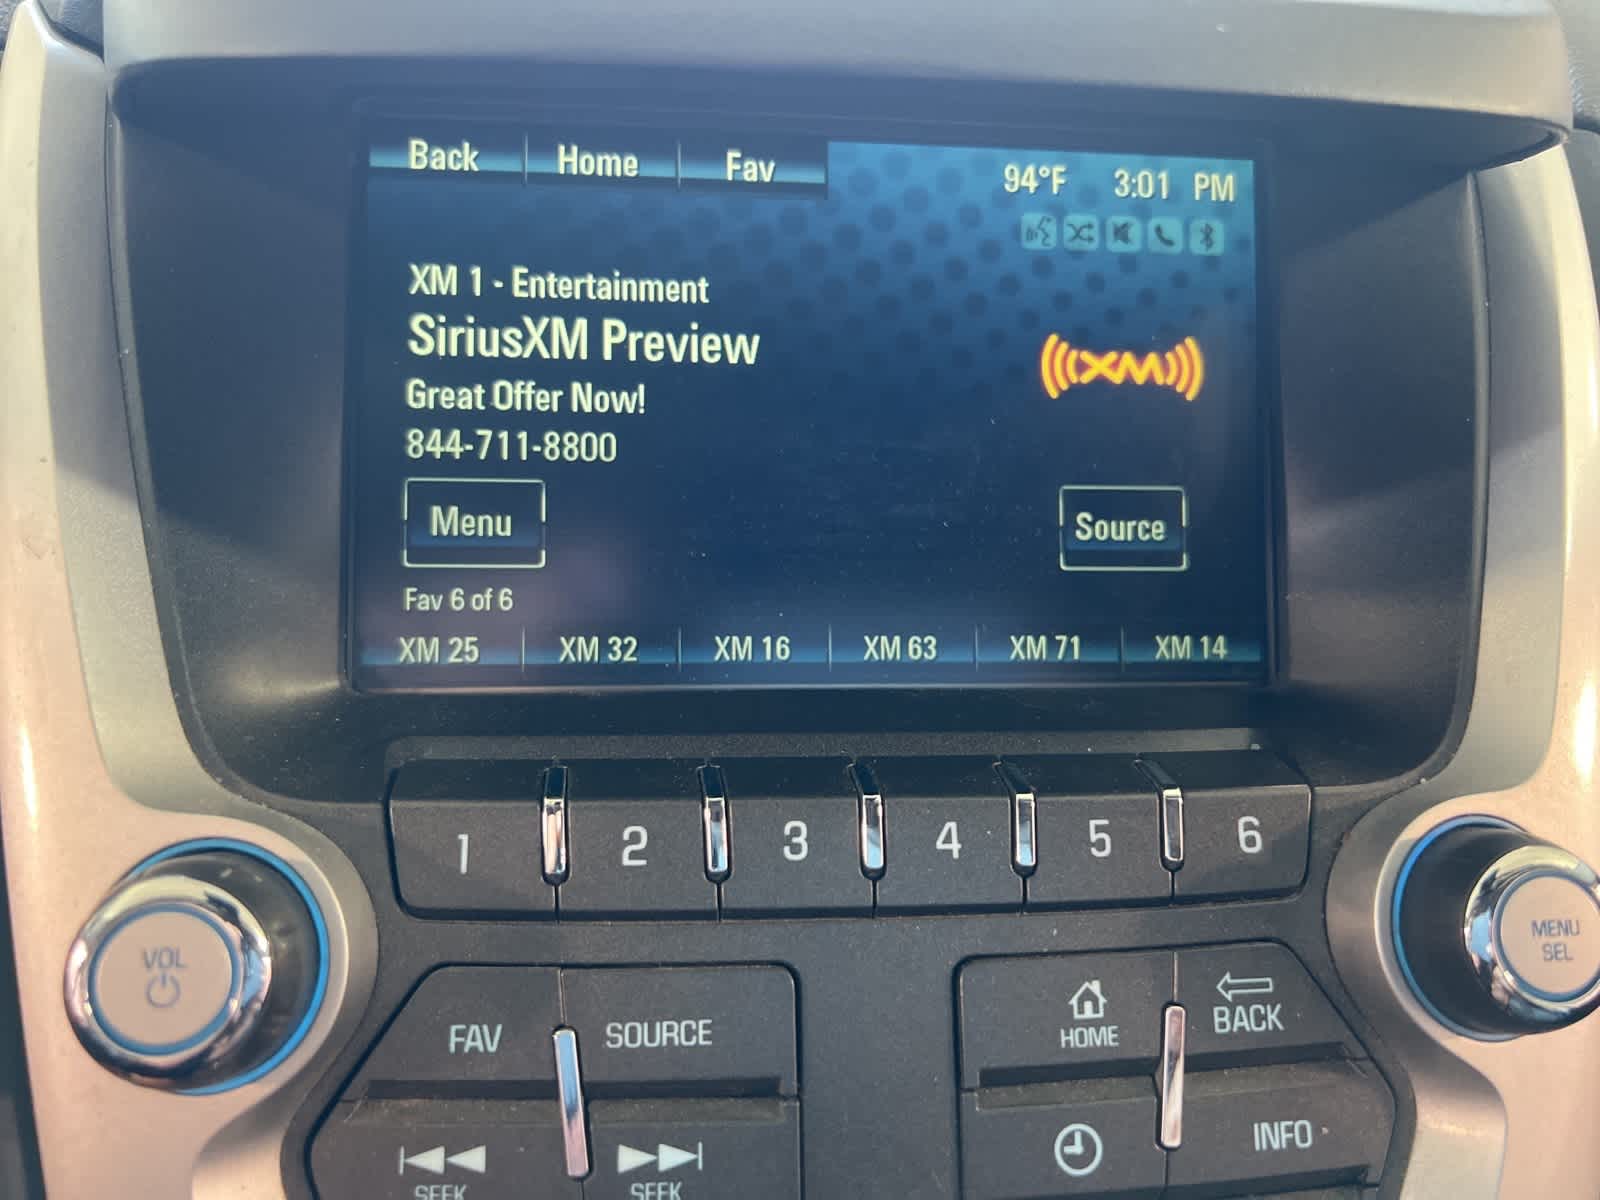 Back Home Fav
94°F 3:01 PM
XM 1 - Entertainment
SiriusXM Preview
XM
Great Offer Now!
844-711-8800
Menu
Source
Fav 6 of 6
XM 25 XM 32 XM 16 XM 63 XM 71 XM 14
1 2 3 4 5 6
VOL
MENU
SEL
FAV SOURCE
HOME
BACK
INFO
SEEK SEEK